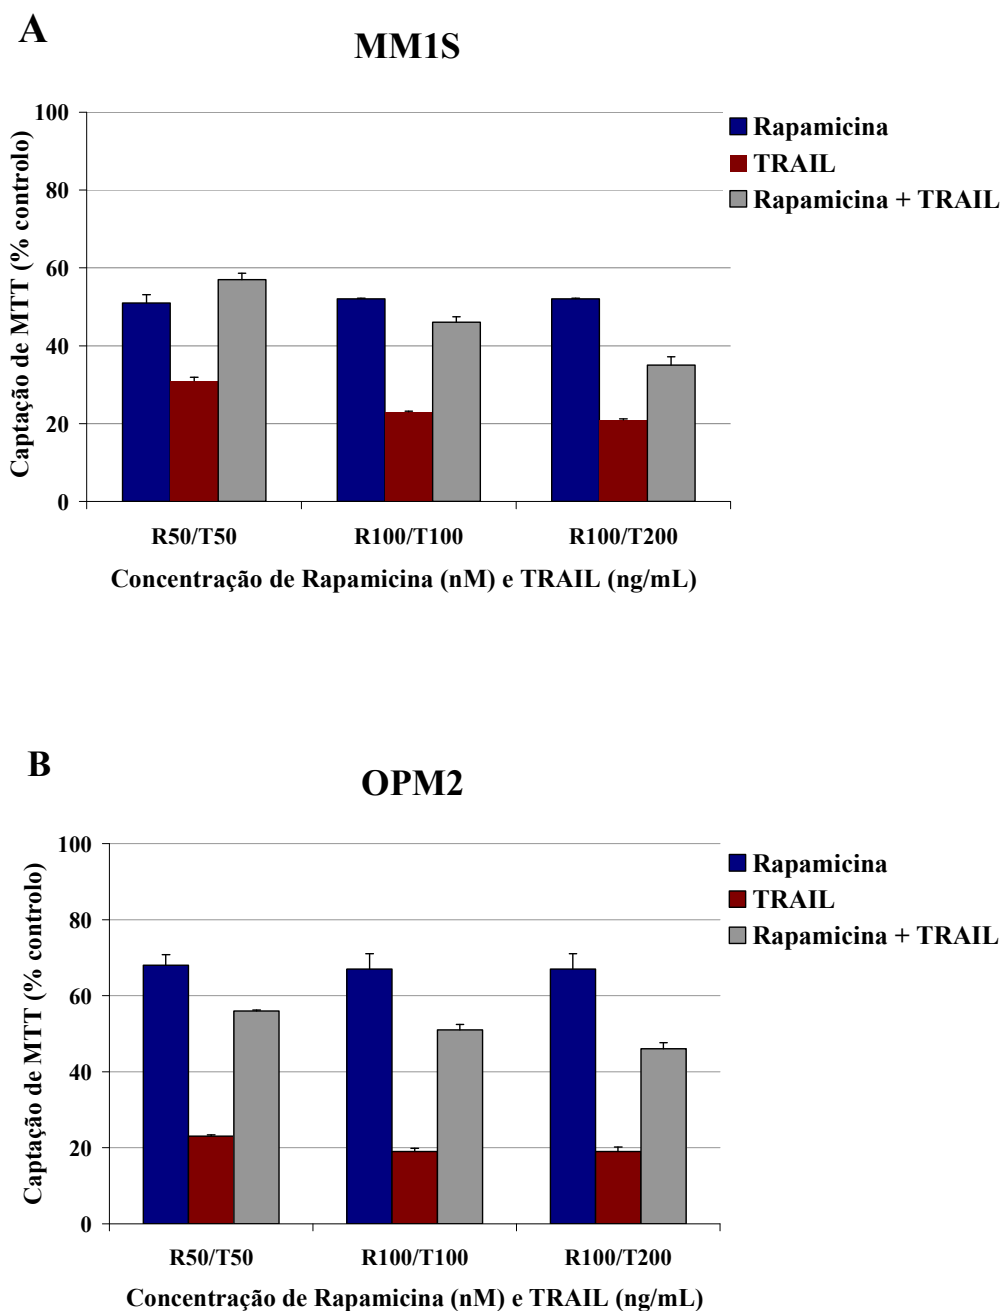 A
MM1S
100
80
60
40
20
0
Captação de MTT (% controlo)
Rapamicina
TRAIL
Rapamicina + TRAIL
R50/T50 R100/T100 R100/T200
Concentração de Rapamicina (nM) e TRAIL (ng/mL)
B
OPM2
100
80
60
40
20
0
Captação de MTT (% controlo)
Rapamicina
TRAIL
Rapamicina + TRAIL
R50/T50 R100/T100 R100/T200
Concentração de Rapamicina (nM) e TRAIL (ng/mL)